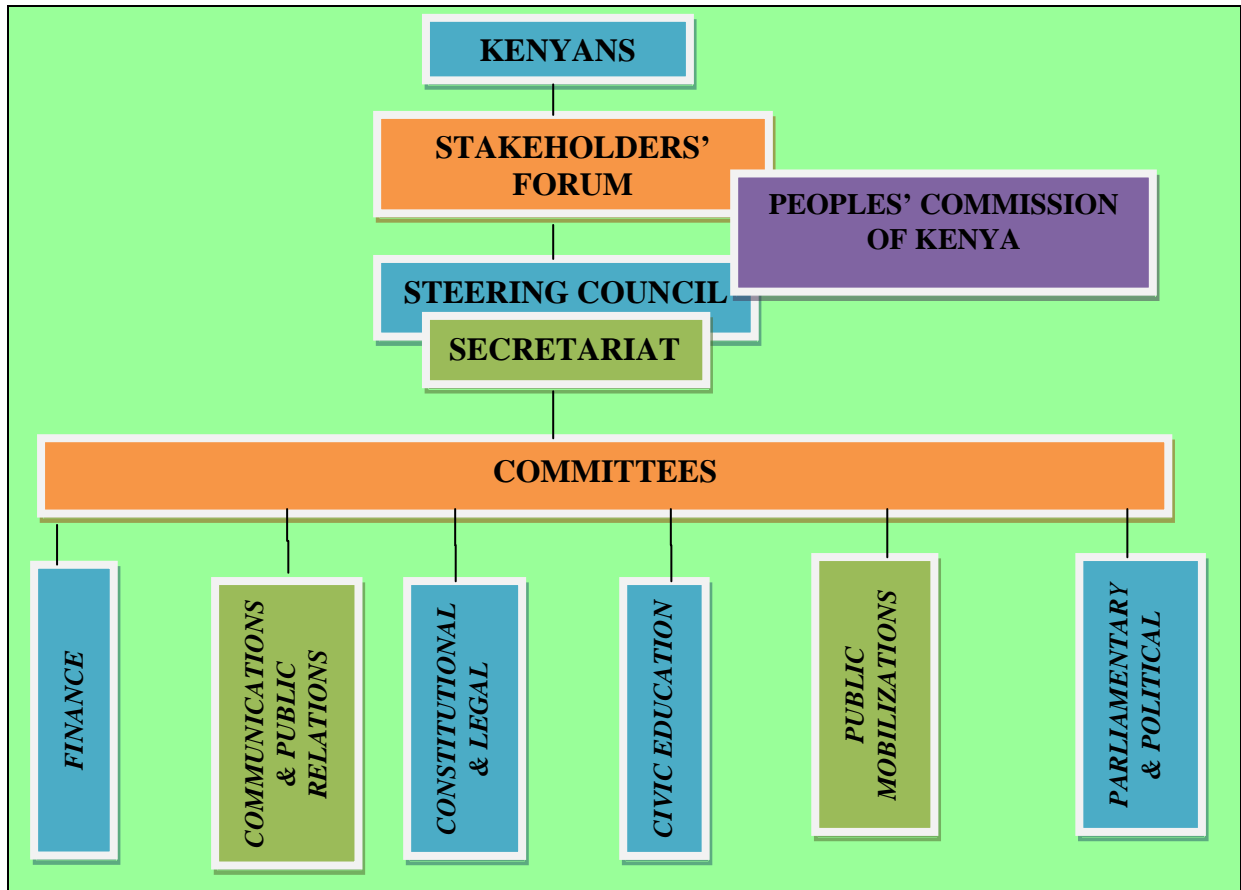 KENYANS
STAKEHOLDERS’
FORUM
PEOPLES’ COMMISSION
OF KENYA
STEERING COUNCIL
SECRETARIAT
COMMITTEES
FINANCE
COMMUNICATIONS
& PUBLIC
RELATIONS
CONSTITUTIONAL
& LEGAL
CIVIC EDUCATION
PUBLIC
MOBILIZATIONS
PARLIAMENTARY
& POLITICAL